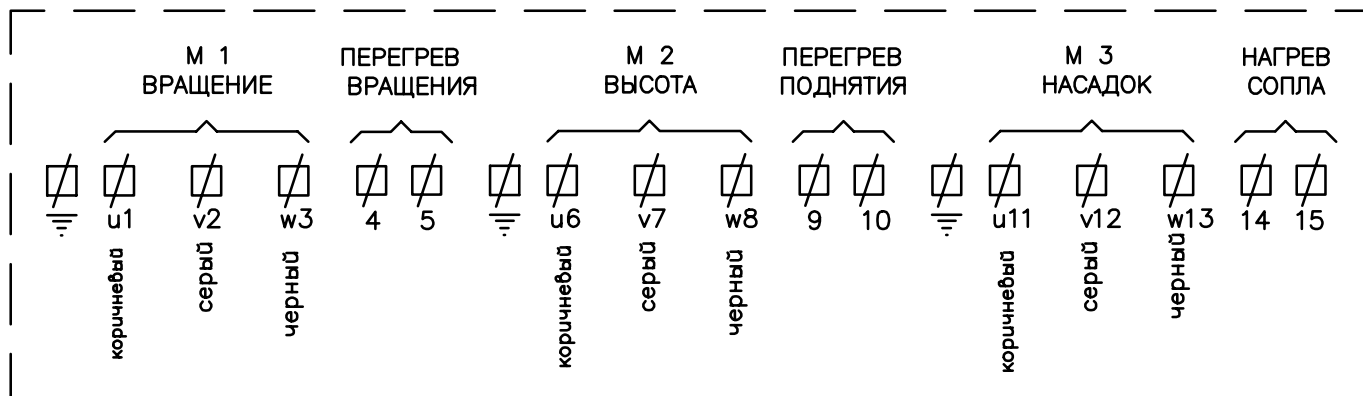 М 1
ВРАЩЕНИЕ
ПЕРЕГРЕВ
ВРАЩЕНИЯ
М 2
ВЫСОТА
ПЕРЕГРЕВ
ПОДНЯТИЯ
М 3
НАСАДОК
НАГРЕВ
СОПЛА
u1 v2 w3 4 5 u6 v7 w8 9 10 u11 v12 w13 14 15
коричневый
серый
черный
коричневый
серый
черный
коричневый
серый
черный